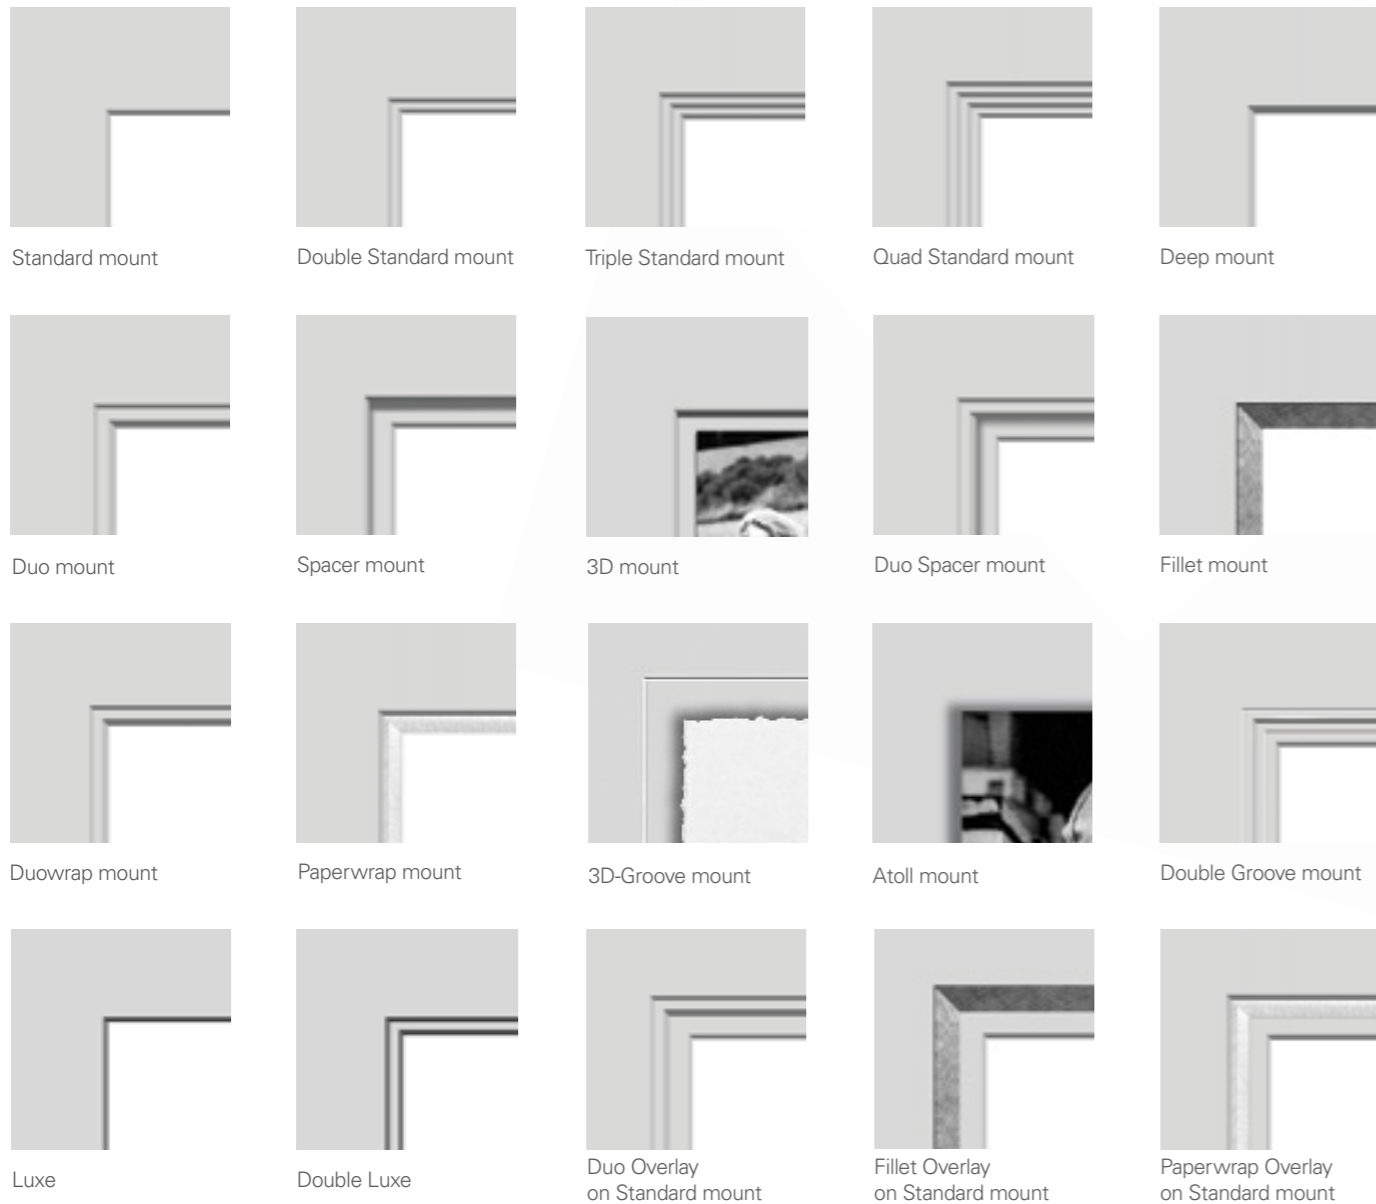 Standard mount
Double Standard mount
Triple Standard mount
Quad Standard mount
Deep mount
Duo mount
Spacer mount
3D mount
Duo Spacer mount
Fillet mount
Duowrap mount
Paperwrap mount
3D-Groove mount
Atoll mount
Double Groove mount
Luxe
Double Luxe
Duo Overlay
on Standard mount
Fillet Overlay
on Standard mount
Paperwrap Overlay
on Standard mount